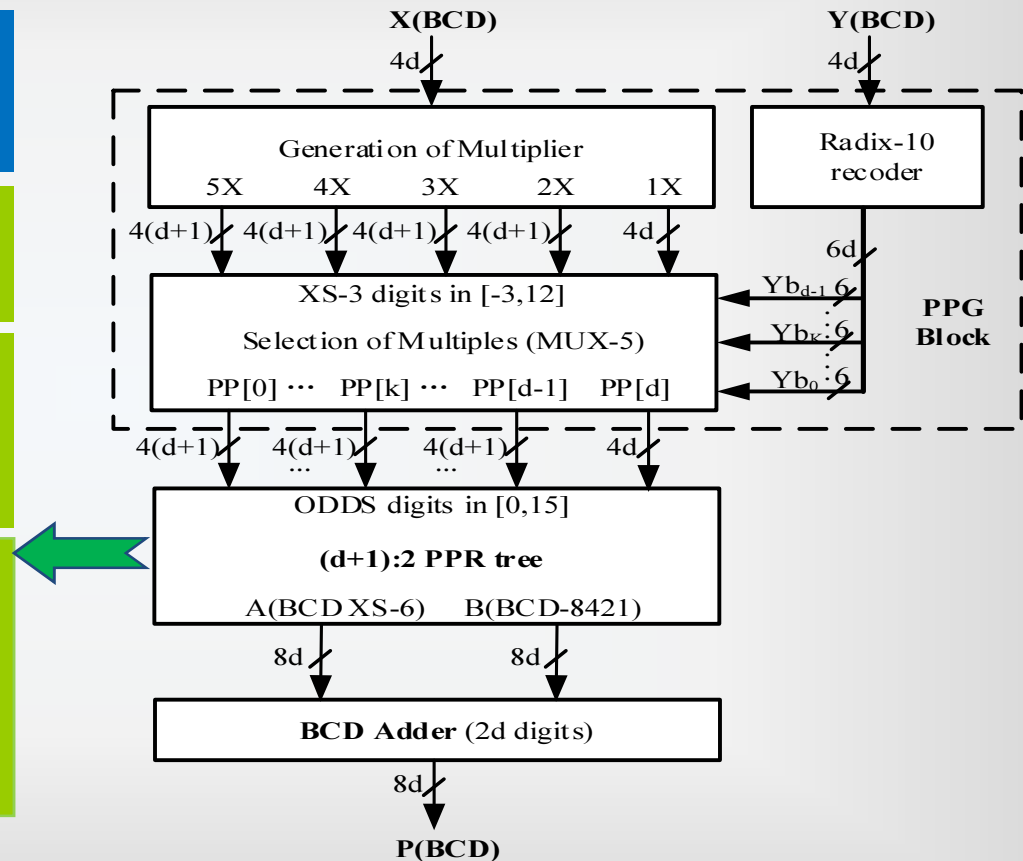 X(BCD)
Y(BCD)
4d
4d
Generation of Multiplier
5X 4X 3X 2X 1X
Radix-10
recoder
4(d+1) 4(d+1) 4(d+1) 4(d+1) 4d
6d
XS-3 digits in [-3,12]
Selection of Multiples (MUX-5)
PP[0] ··· PP[k] ··· PP[d-1] PP[d]
Ybd-1 6
⋮
YbK 6
⋮
Yb0 6
PPG
Block
4(d+1) 4(d+1) 4(d+1) 4d
... ...
ODDS digits in [0,15]
(d+1):2 PPR tree
A(BCD XS-6) B(BCD-8421)
8d 8d
BCD Adder (2d digits)
8d
P(BCD)